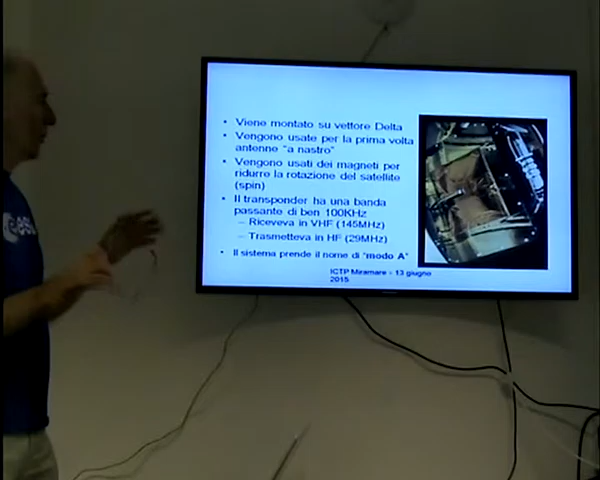 • Viene montato su vettore Delta
• Vengono usate per la prima volta
antenne "a nastro"
• Vengono usati dei magneti per
ridurre la rotazione del satellite
(spin)
• Il transponder ha una banda
passante di ben 100KHz
– Riceveva in VHF (145MHz)
– Trasmetteva in HF (29MHz)
• Il sistema prende il nome di "modo A"
ICTP Miramare - 13 giugno
2015
esa